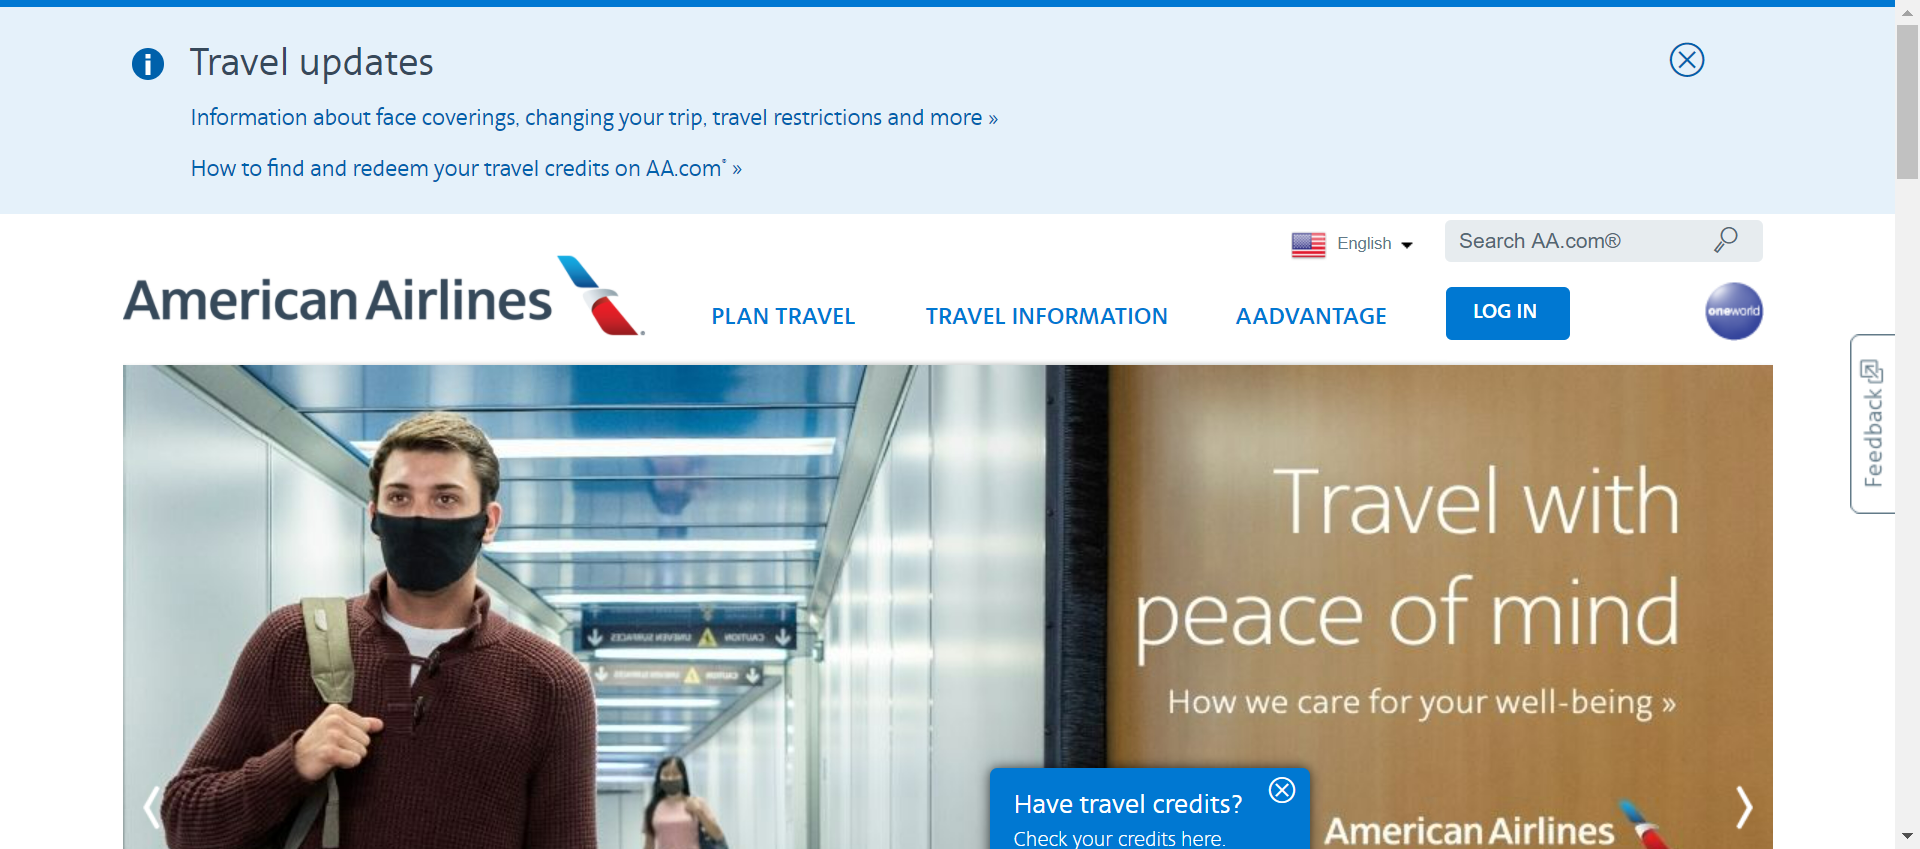 Travel updates
Information about face coverings, changing your trip, travel restrictions and more »
How to find and redeem your travel credits on AA.com® »
English
Search AA.com®
American Airlines
PLAN TRAVEL
TRAVEL INFORMATION
AADVANTAGE
LOG IN
oneworld
Feedback
Travel with
peace of mind
How we care for your well-being »
CAUTION UNEVEN SURFACES
CAUTION UNEVEN SURFACES
Have travel credits?
Check your credits here.
American Airlines